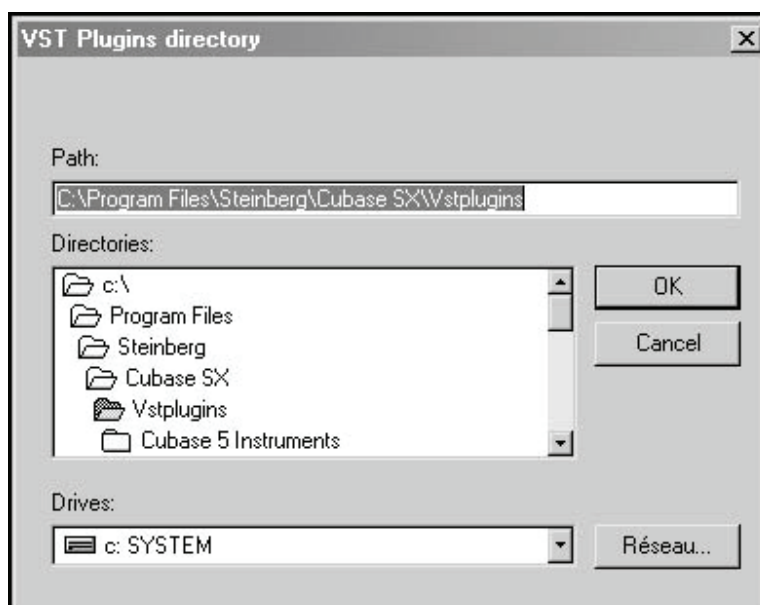 VST Plugins directory
Path:
C:\Program Files\Steinberg\Cubase SX\Vstplugins
Directories:
c:\
Program Files
Steinberg
Cubase SX
Vstplugins
Cubase 5 Instruments
OK
Cancel
Drives:
c: SYSTEM
Réseau...